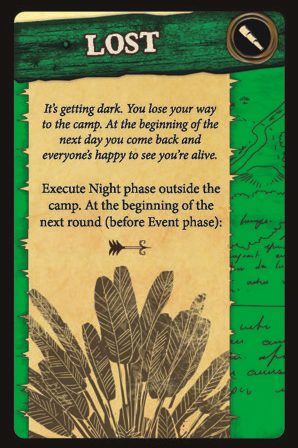 LOST
It's getting dark. You lose your way
to the camp. At the beginning of the
next day you come back and
everyone's happy to see you're alive.
Execute Night phase outside the
camp. At the beginning of the
next round (before Event phase):